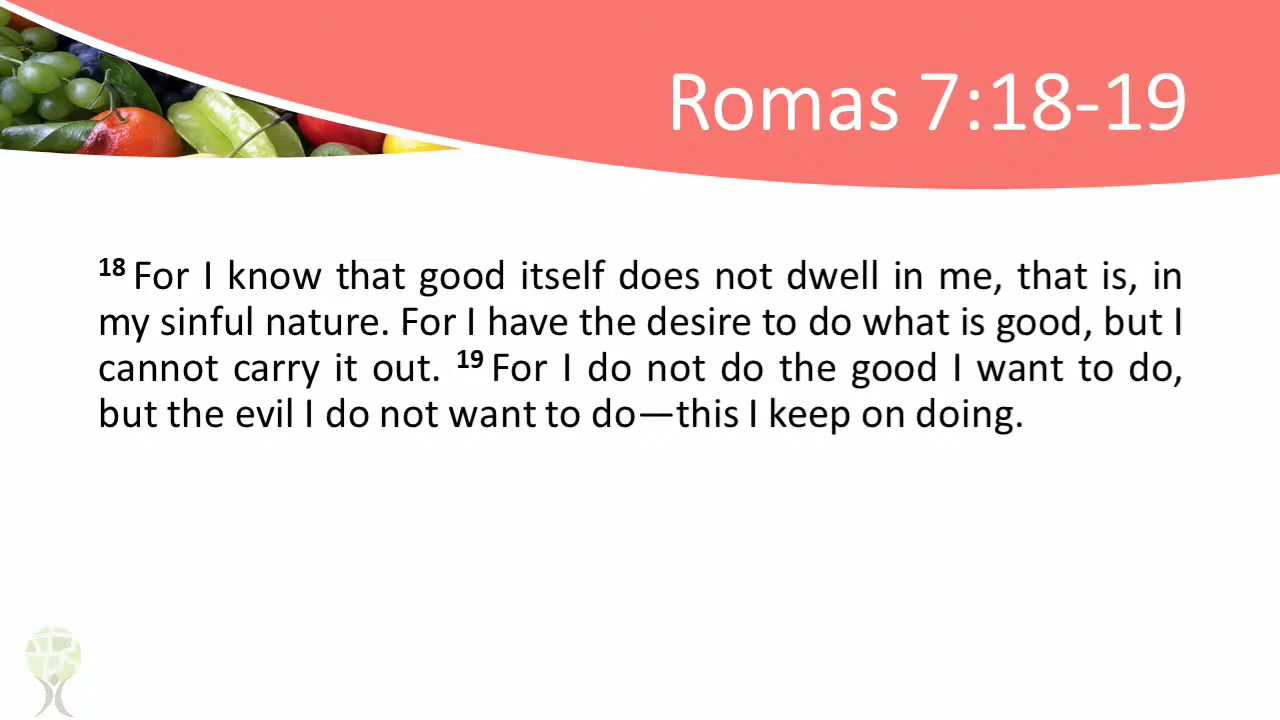 Romas 7:18-19
18 For I know that good itself does not dwell in me, that is, in
my sinful nature. For I have the desire to do what is good, but I
cannot carry it out. 19 For I do not do the good I want to do,
but the evil I do not want to do—this I keep on doing.